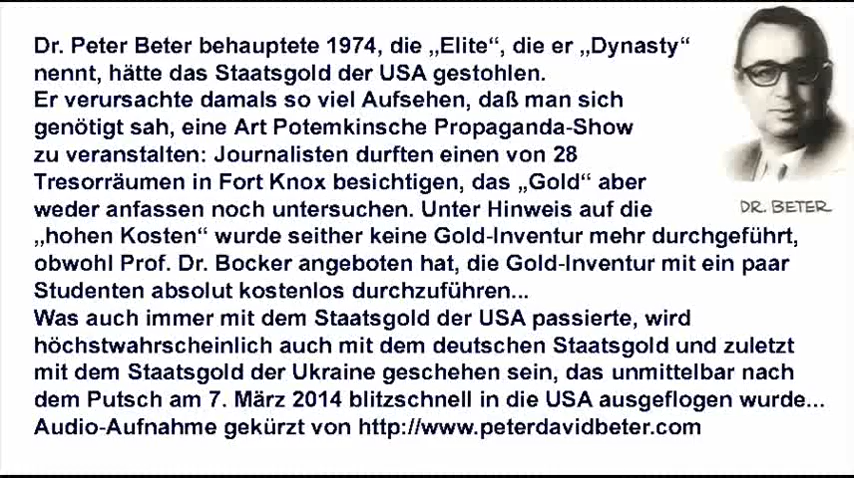 Dr. Peter Beter behauptete 1974, die „Elite“, die er „Dynasty“
nennt, hätte das Staatsgold der USA gestohlen.
Er verursachte damals so viel Aufsehen, daß man sich
genötigt sah, eine Art Potemkinsche Propaganda-Show
zu veranstalten: Journalisten durften einen von 28
Tresorräumen in Fort Knox besichtigen, das „Gold“ aber
weder anfassen noch untersuchen. Unter Hinweis auf die
„hohen Kosten“ wurde seither keine Gold-Inventur mehr durchgeführt,
obwohl Prof. Dr. Bocker angeboten hat, die Gold-Inventur mit ein paar
Studenten absolut kostenlos durchzuführen...
Was auch immer mit dem Staatsgold der USA passierte, wird
höchstwahrscheinlich auch mit dem deutschen Staatsgold und zuletzt
mit dem Staatsgold der Ukraine geschehen sein, das unmittelbar nach
dem Putsch am 7. März 2014 blitzschnell in die USA ausgeflogen wurde...
Audio-Aufnahme gekürzt von http://www.peterdavidbeter.com
DR. BETER